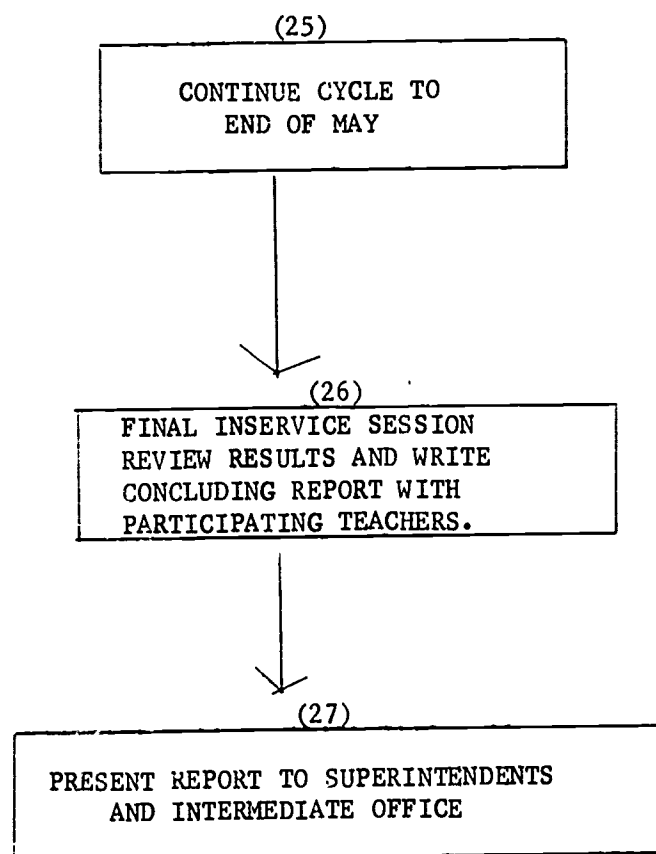 (25)
CONTINUE CYCLE TO
END OF MAY
(26)
FINAL INSERVICE SESSION
REVIEW RESULTS AND WRITE
CONCLUDING REPORT WITH
PARTICIPATING TEACHERS.
(27)
PRESENT REPORT TO SUPERINTENDENTS
AND INTERMEDIATE OFFICE